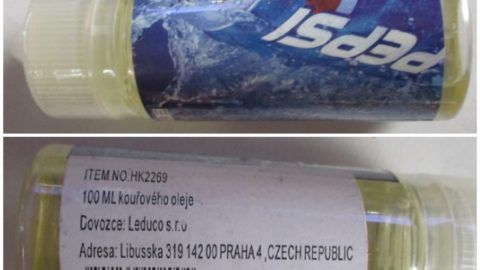 PEPSI
ITEM NO:HK2269
100 ML kouřového oleje
Dovozce: Leduco s.r.o
Adresa: Libusska 319 142 00 PRAHA 4 ,CZECH REPUBLIC